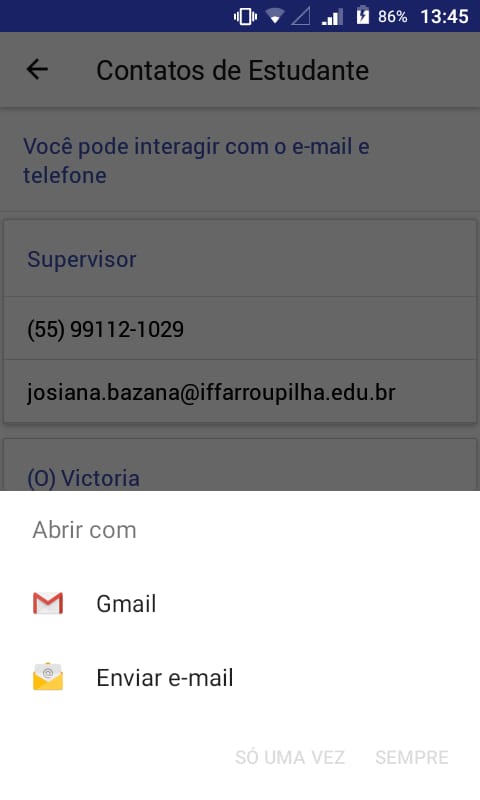 86% 13:45
Contatos de Estudante
Você pode interagir com o e-mail e
telefone
Supervisor
(55) 99112-1029
josiana.bazana@iffarroupilha.edu.br
(O) Victoria
Abrir com
Gmail
Enviar e-mail
SÓ UMA VEZ SEMPRE